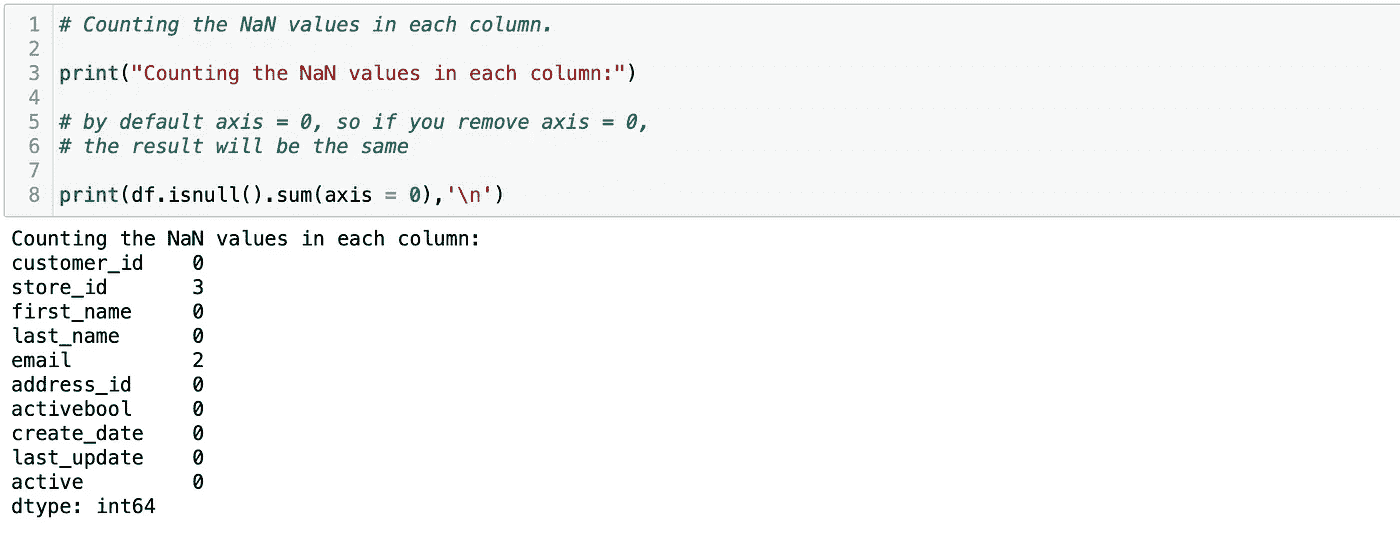 1 # Counting the NaN values in each column.
2
3 print("Counting the NaN values in each column:")
4
5 # by default axis = 0, so if you remove axis = 0,
6 # the result will be the same
7
8 print(df.isnull().sum(axis = 0),'\n')
Counting the NaN values in each column:
customer_id    0
store_id       3
first_name     0
last_name      0
email          2
address_id     0
activebool     0
create_date    0
last_update    0
active         0
dtype: int64